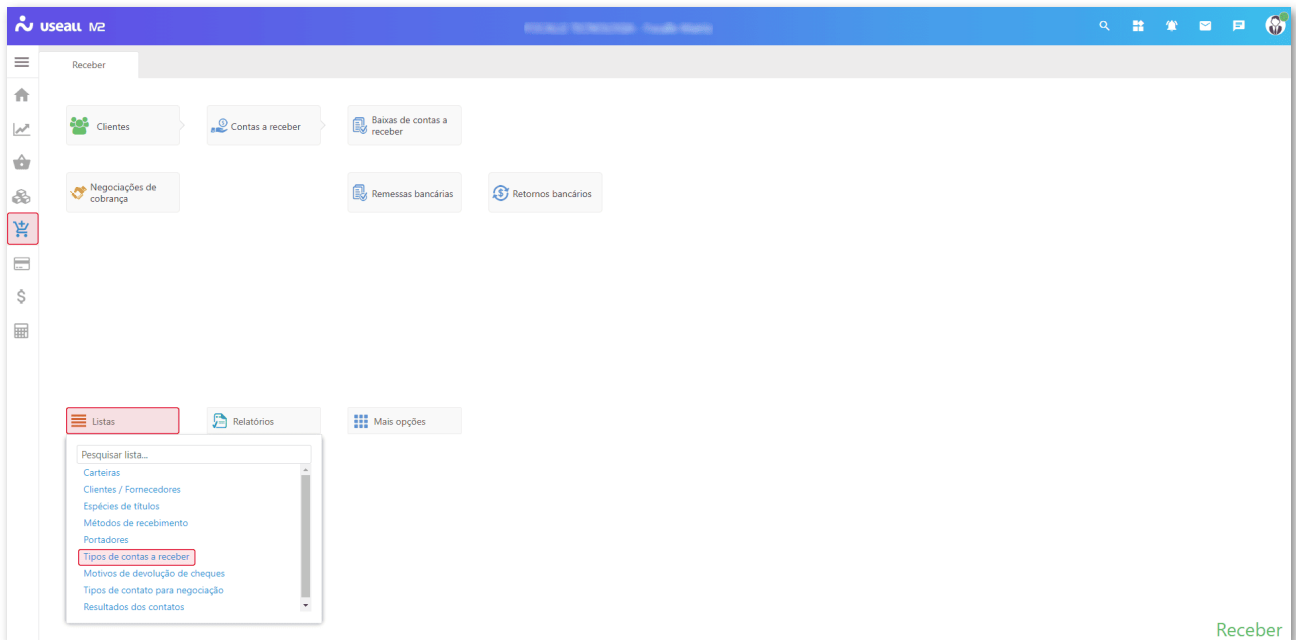 useall M2
Receber
Clientes
Contas a receber
Baixas de contas a
receber
Negociações de
cobrança
Remessas bancárias
Retornos bancários
Listas
Relatórios
Mais opções
Pesquisar lista...
Carteiras
Clientes / Fornecedores
Espécies de títulos
Métodos de recebimento
Portadores
Tipos de contas a receber
Motivos de devolução de cheques
Tipos de contato para negociação
Resultados dos contatos
Receber